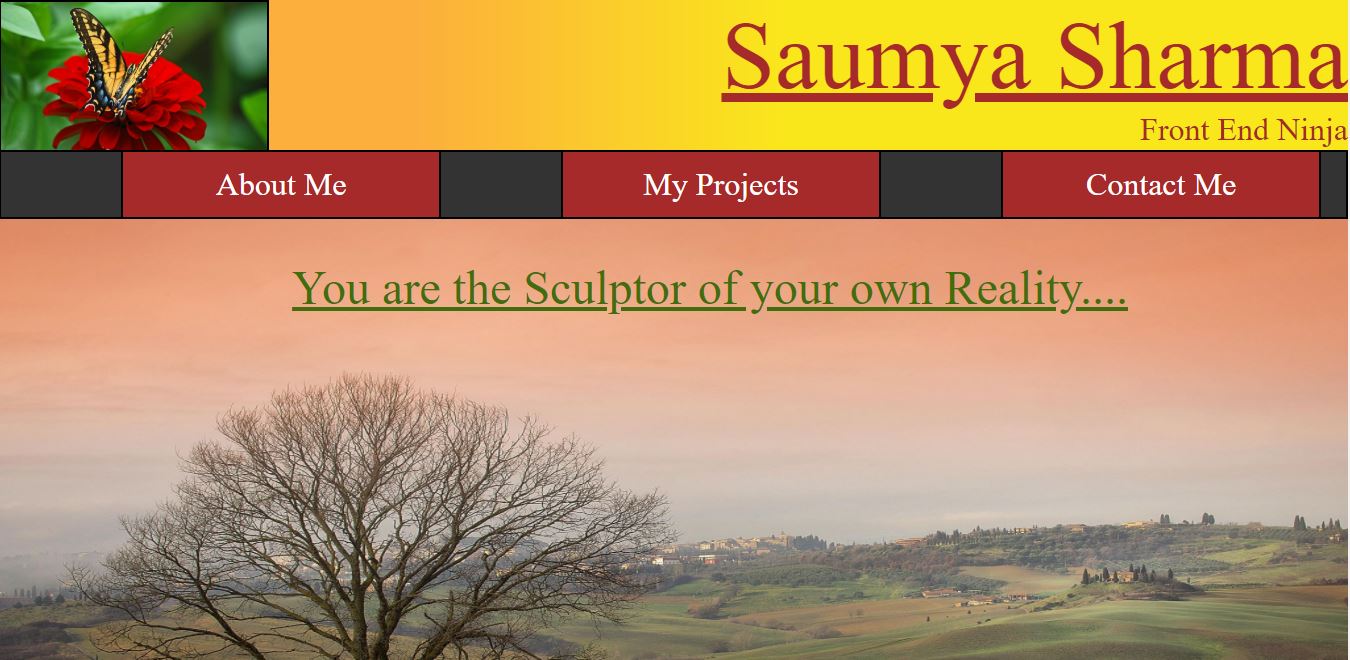 Saumya Sharma
Front End Ninja
About Me
My Projects
Contact Me
You are the Sculptor of your own Reality....